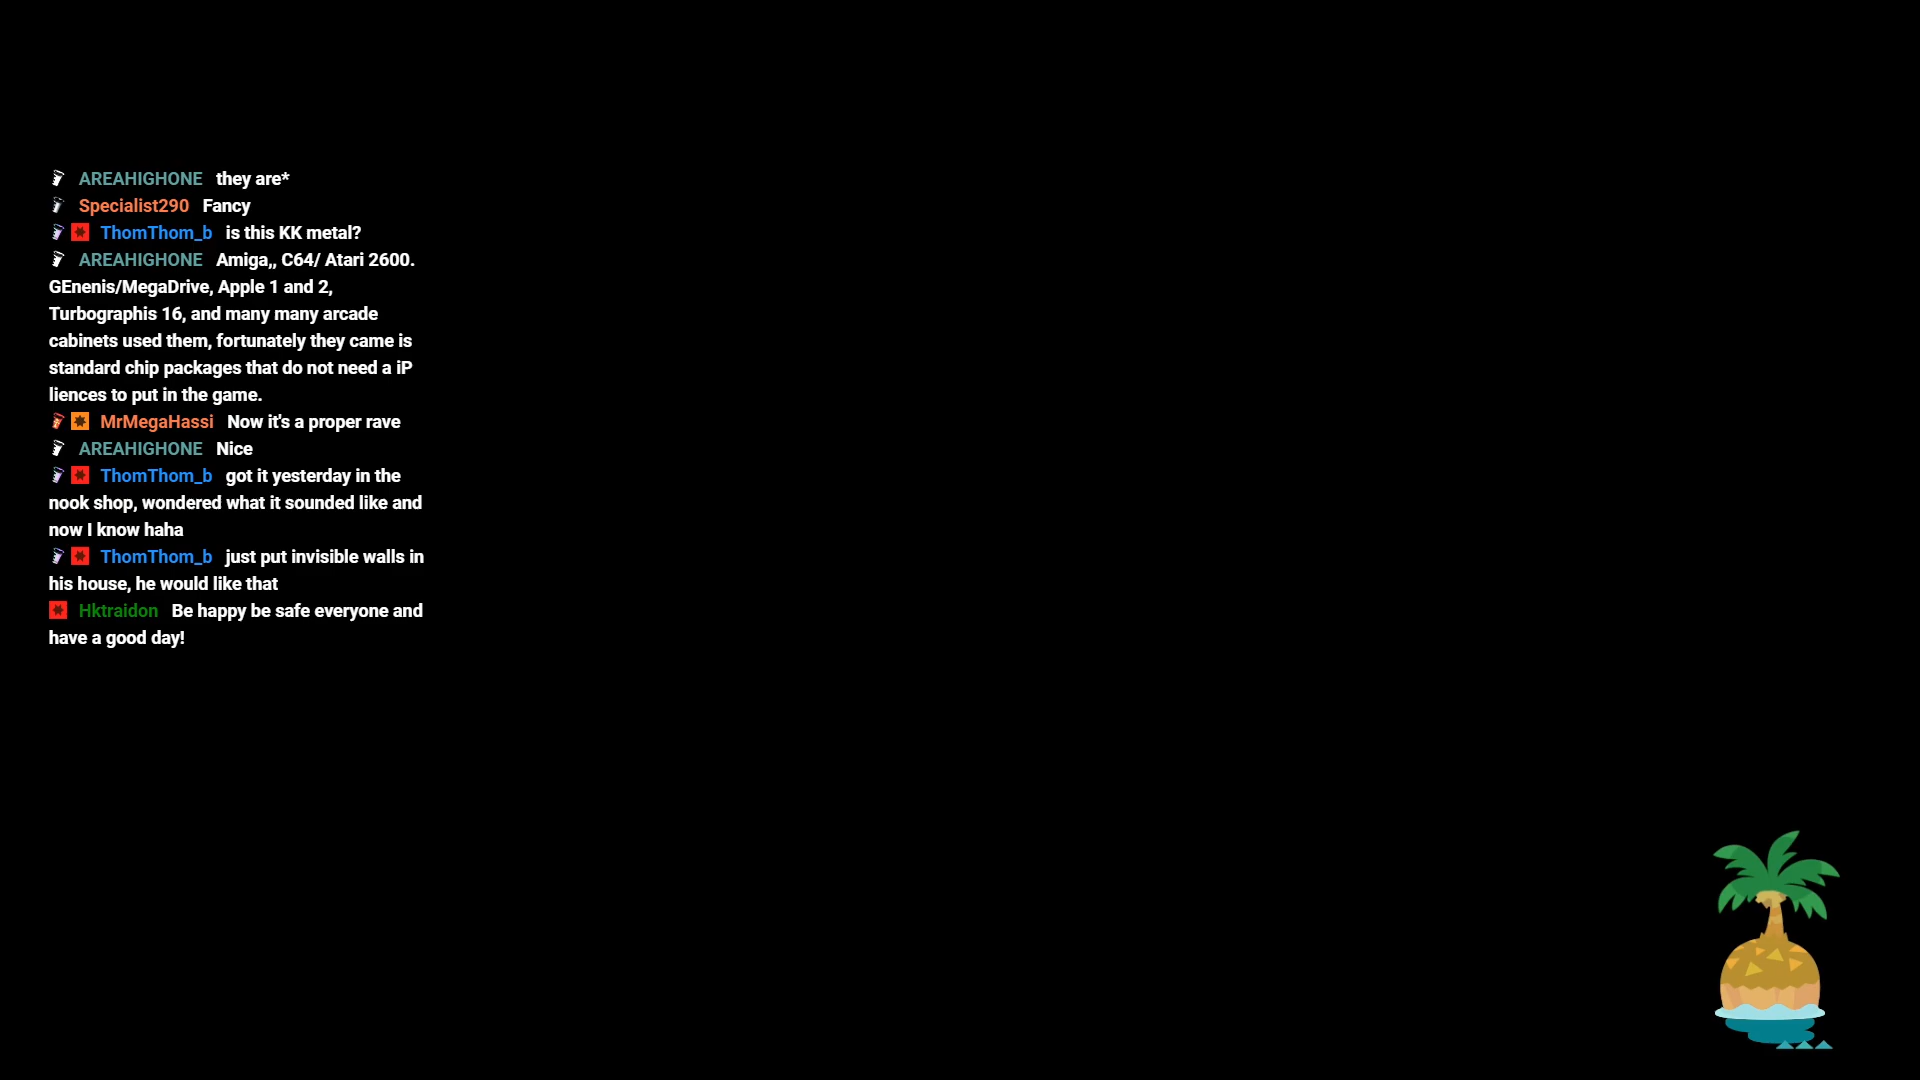 AREAHIGHONE they are*
Specialist290 Fancy
ThomThom_b is this KK metal?
AREAHIGHONE Amiga,, C64/ Atari 2600.
GEnenis/MegaDrive, Apple 1 and 2,
Turbographis 16, and many many arcade
cabinets used them, fortunately they came is
standard chip packages that do not need a iP
liences to put in the game.
MrMegaHassi Now it's a proper rave
AREAHIGHONE Nice
ThomThom_b got it yesterday in the
nook shop, wondered what it sounded like and
now I know haha
ThomThom_b just put invisible walls in
his house, he would like that
Hktraidon Be happy be safe everyone and
have a good day!